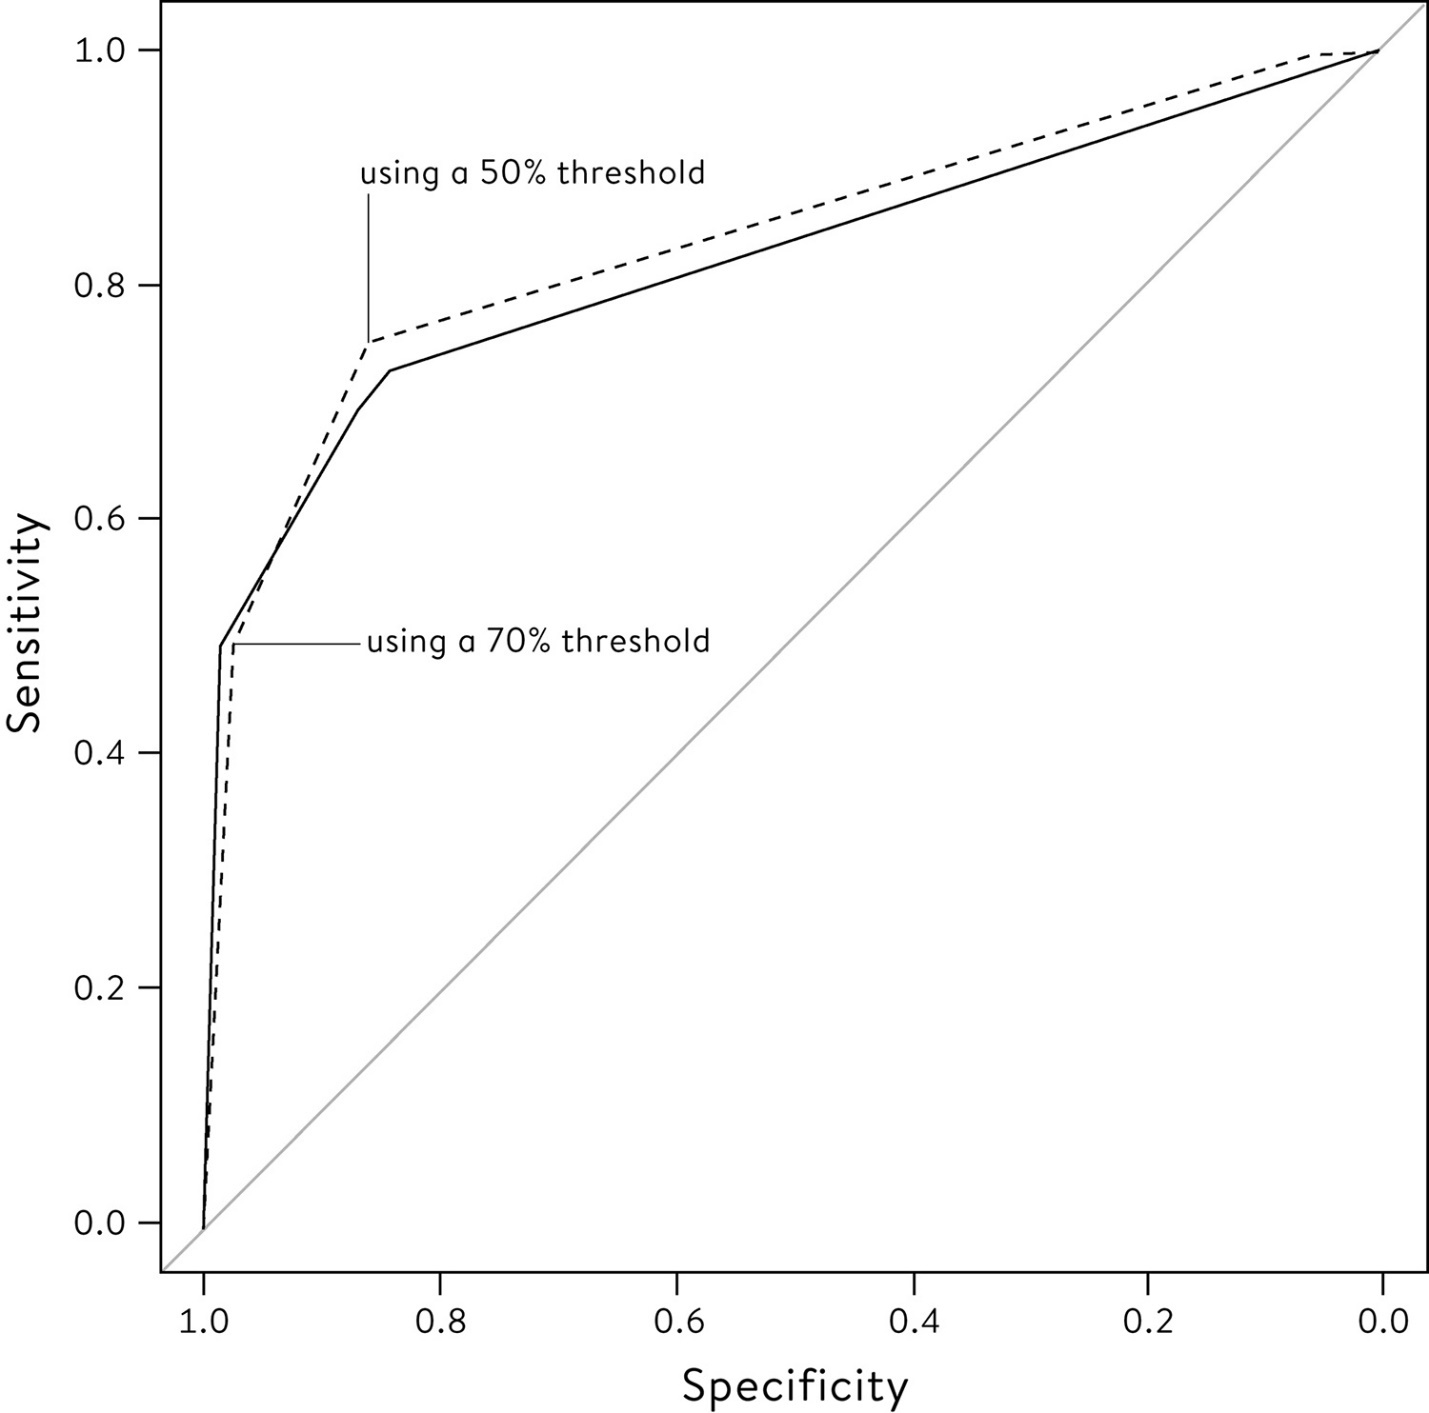 1.0
using a 50% threshold
0.8
0.6
using a 70% threshold
Sensitivity
0.4
0.2
0.0
1.0 0.8 0.6 0.4 0.2 0.0
Specificity